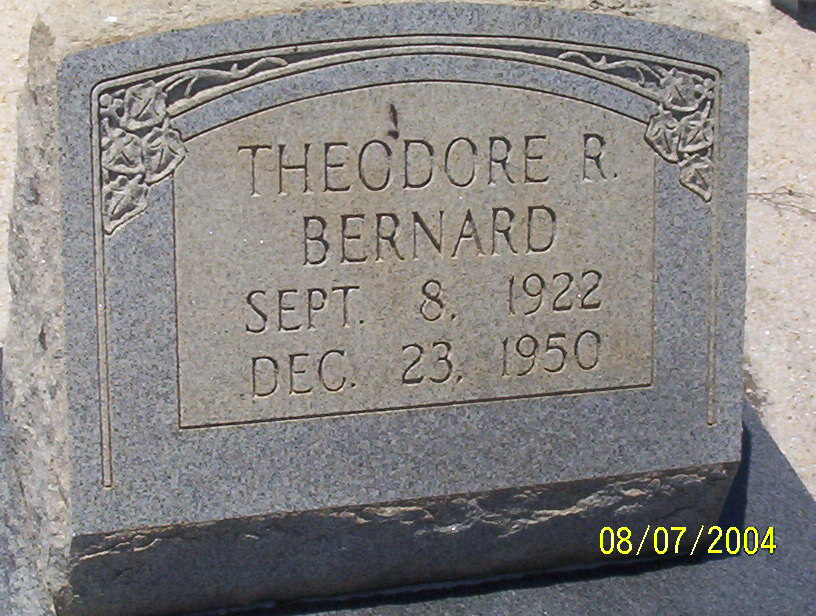 THEODORE R.
BERNARD
SEPT. 8, 1922
DEC. 23, 1950
08/07/2004